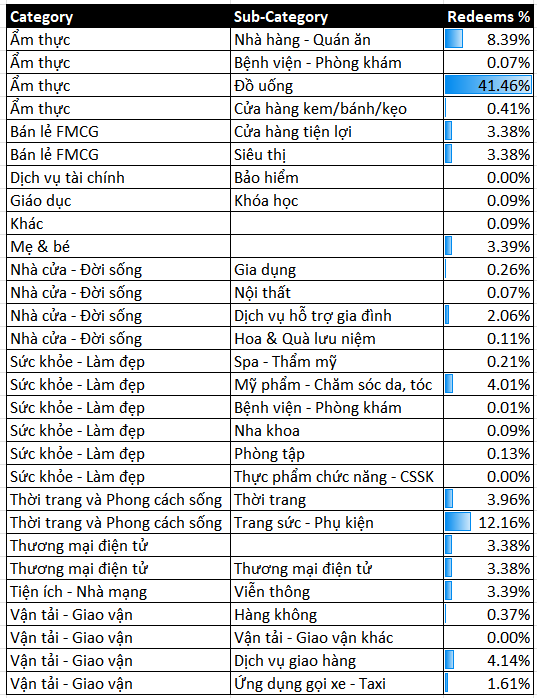 Category Sub-Category Redeems %
Ẩm thực Nhà hàng - Quán ăn 8.39%
Ẩm thực Bệnh viện - Phòng khám 0.07%
Ẩm thực Đồ uống 41.46%
Ẩm thực Cửa hàng kem/bánh/kẹo 0.41%
Bán lẻ FMCG Cửa hàng tiện lợi 3.38%
Bán lẻ FMCG Siêu thị 3.38%
Dịch vụ tài chính Bảo hiểm 0.00%
Giáo dục Khóa học 0.09%
Khác 0.09%
Mẹ & bé 3.39%
Nhà cửa - Đời sống Gia dụng 0.26%
Nhà cửa - Đời sống Nội thất 0.07%
Nhà cửa - Đời sống Dịch vụ hỗ trợ gia đình 2.06%
Nhà cửa - Đời sống Hoa & Quà lưu niệm 0.11%
Sức khỏe - Làm đẹp Spa - Thẩm mỹ 0.21%
Sức khỏe - Làm đẹp Mỹ phẩm - Chăm sóc da, tóc 4.01%
Sức khỏe - Làm đẹp Bệnh viện - Phòng khám 0.01%
Sức khỏe - Làm đẹp Nha khoa 0.09%
Sức khỏe - Làm đẹp Phòng tập 0.13%
Sức khỏe - Làm đẹp Thực phẩm chức năng - CSSK 0.00%
Thời trang và Phong cách sống Thời trang 3.96%
Thời trang và Phong cách sống Trang sức - Phụ kiện 12.16%
Thương mại điện tử 3.38%
Thương mại điện tử Thương mại điện tử 3.38%
Tiện ích - Nhà mạng Viễn thông 3.39%
Vận tải - Giao vận Hàng không 0.37%
Vận tải - Giao vận Vận tải - Giao vận khác 0.00%
Vận tải - Giao vận Dịch vụ giao hàng 4.14%
Vận tải - Giao vận Ứng dụng gọi xe - Taxi 1.61%